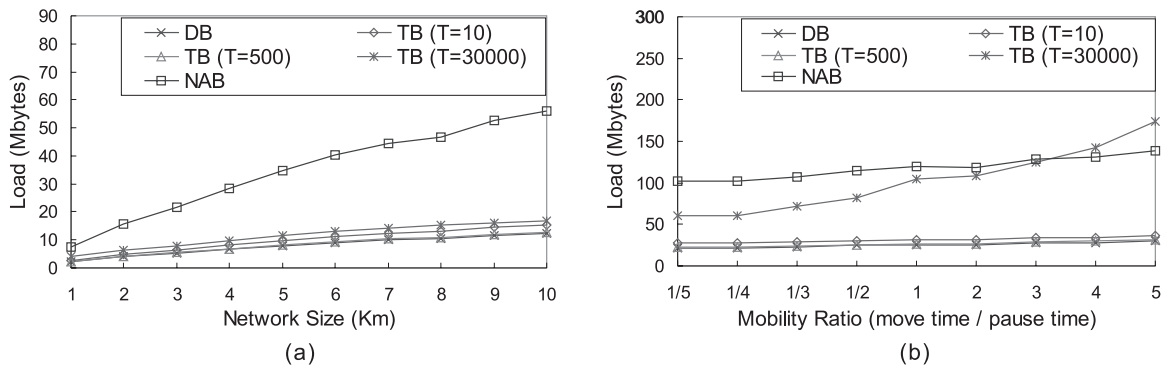 90
80
70
60
50
40
30
20
10
0
Load (Mbytes)
DB
TB (T=10)
TB (T=500)
TB (T=30000)
NAB
1 2 3 4 5 6 7 8 9 10
Network Size (Km)
(a)
300
250
200
150
100
50
0
Load (Mbytes)
DB
TB (T=10)
TB (T=500)
TB (T=30000)
NAB
1/5 1/4 1/3 1/2 1 2 3 4 5
Mobility Ratio (move time / pause time)
(b)